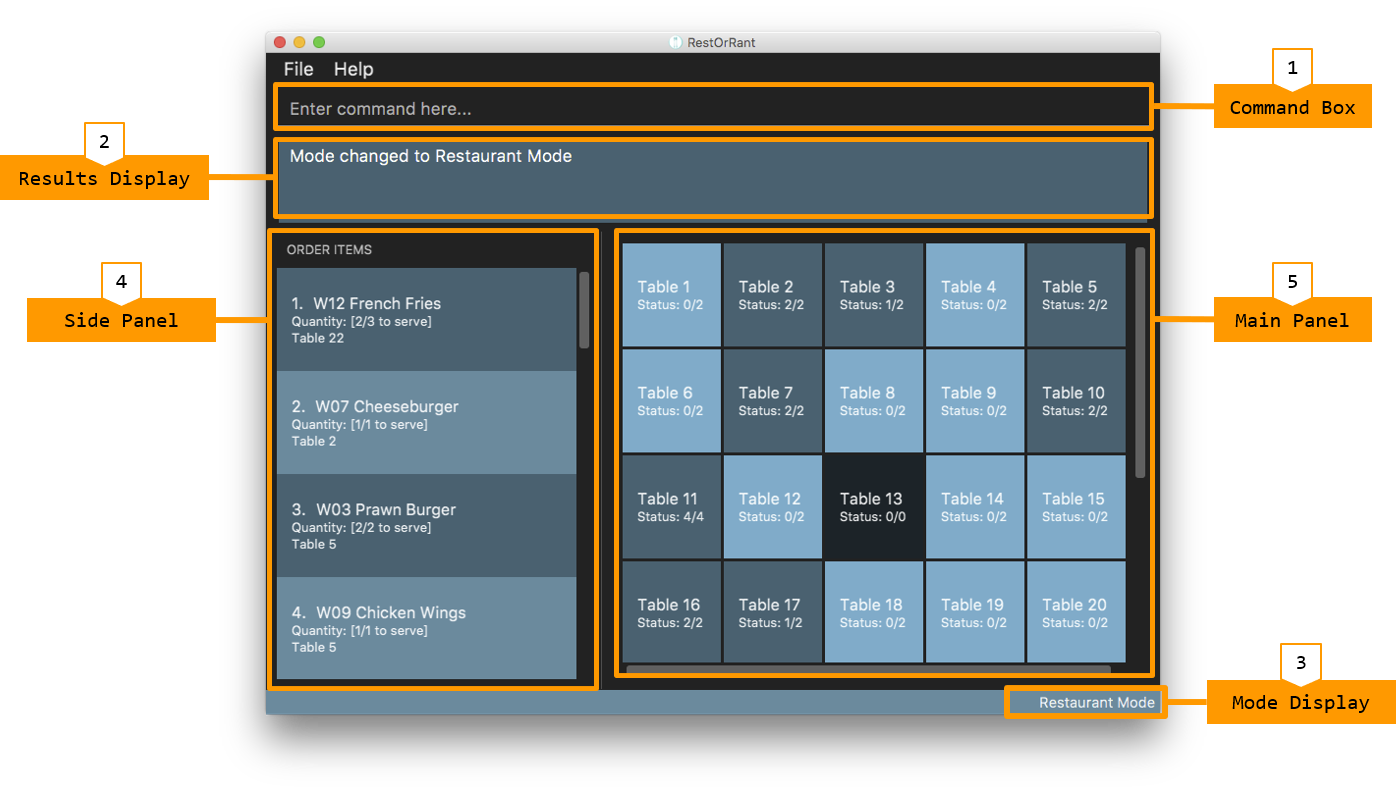 RestOrRant
File Help
1
Command Box
Enter command here...
2
Results Display
Mode changed to Restaurant Mode
4
Side Panel
ORDER ITEMS
1. W12 French Fries
Quantity: [2/3 to serve]
Table 22
2. W07 Cheeseburger
Quantity: [1/1 to serve]
Table 2
3. W03 Prawn Burger
Quantity: [2/2 to serve]
Table 5
4. W09 Chicken Wings
Quantity: [1/1 to serve]
Table 5
5
Main Panel
Table 1
Status: 0/2
Table 2
Status: 2/2
Table 3
Status: 1/2
Table 4
Status: 0/2
Table 5
Status: 2/2
Table 6
Status: 0/2
Table 7
Status: 2/2
Table 8
Status: 0/2
Table 9
Status: 0/2
Table 10
Status: 2/2
Table 11
Status: 4/4
Table 12
Status: 0/2
Table 13
Status: 0/0
Table 14
Status: 0/2
Table 15
Status: 0/2
Table 16
Status: 2/2
Table 17
Status: 1/2
Table 18
Status: 0/2
Table 19
Status: 0/2
Table 20
Status: 0/2
3
Mode Display
Restaurant Mode